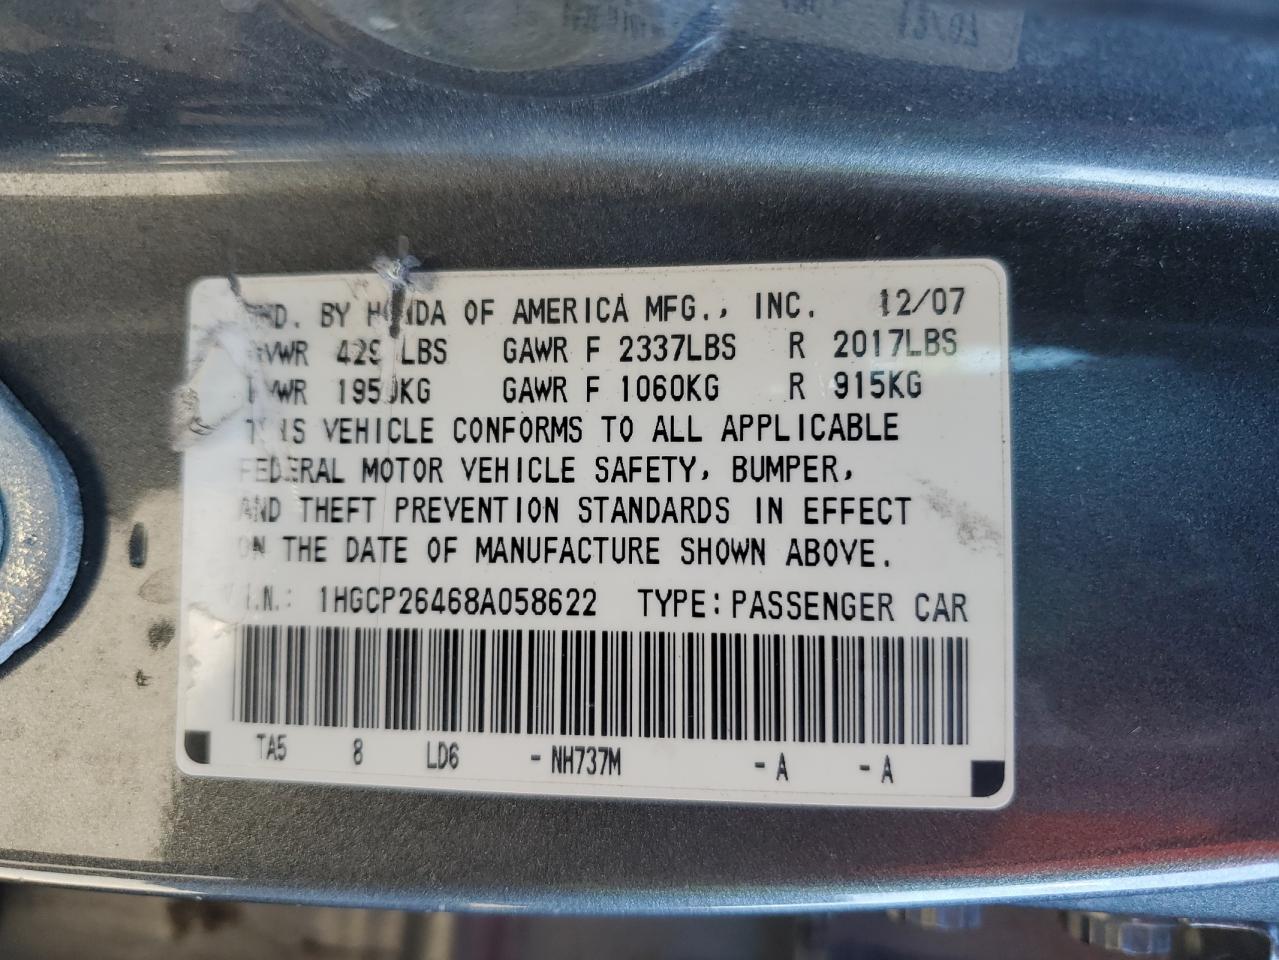 BY HONDA OF AMERICA MFG., INC. 12/07
LBS GAWR F 2337LBS R 2017LBS
GAWR F 1060KG R 915KG
THIS VEHICLE CONFORMS TO ALL APPLICABLE
FEDERAL MOTOR VEHICLE SAFETY, BUMPER,
AND THEFT PREVENTION STANDARDS IN EFFECT
ON THE DATE OF MANUFACTURE SHOWN ABOVE.
V.I.N.: 1HGCP26468A058622 TYPE: PASSENGER CAR
TA5 8 LD6 -NH737M -A -A